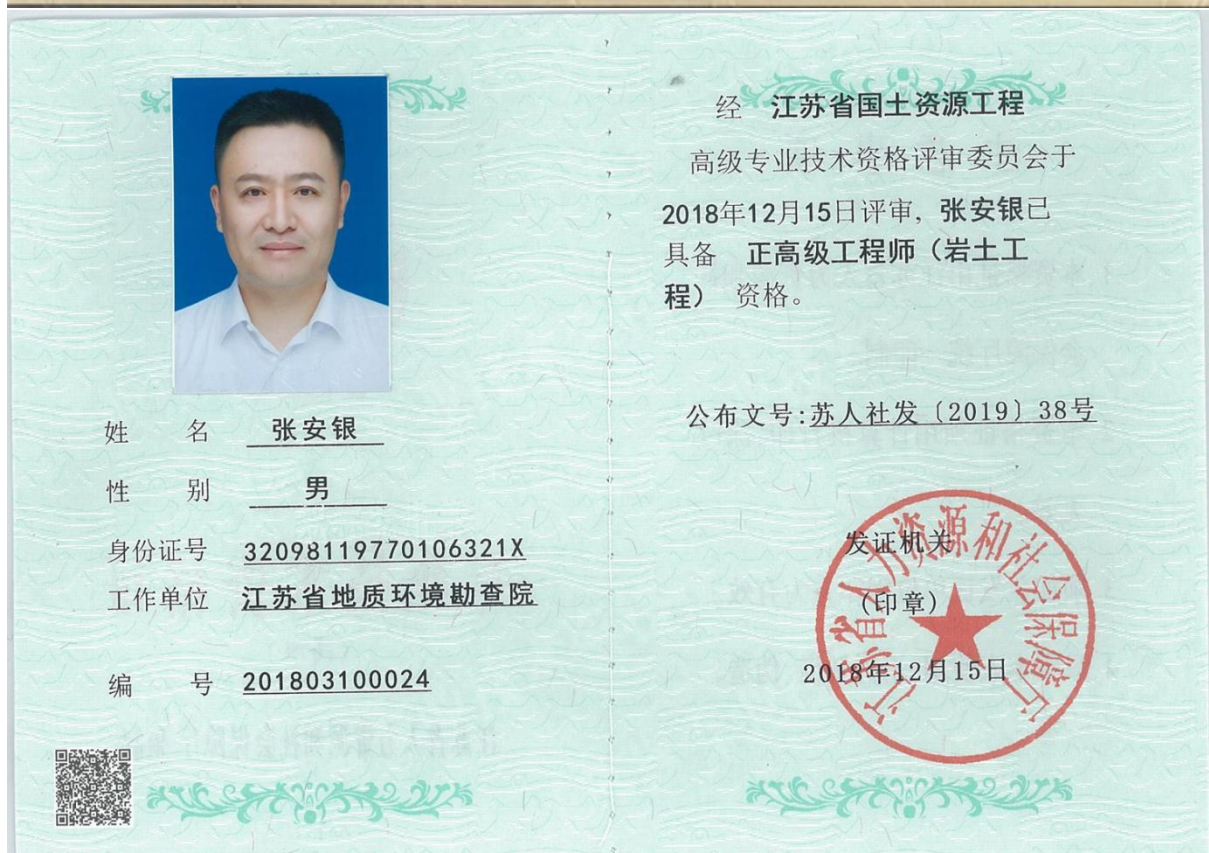 姓 名 张安银
性 别 男
身份证号 32098119770106321X
工作单位 江苏省地质环境勘查院
编 号 201803100024
经 江苏省国土资源工程
高级专业技术资格评审委员会于
2018年12月15日评审，张安银已
具备 正高级工程师（岩土工
程） 资格。
公布文号:苏人社发〔2019〕38号
发证机关
(印章)
2018年12月15日
江苏省人力资源和社会保障厅